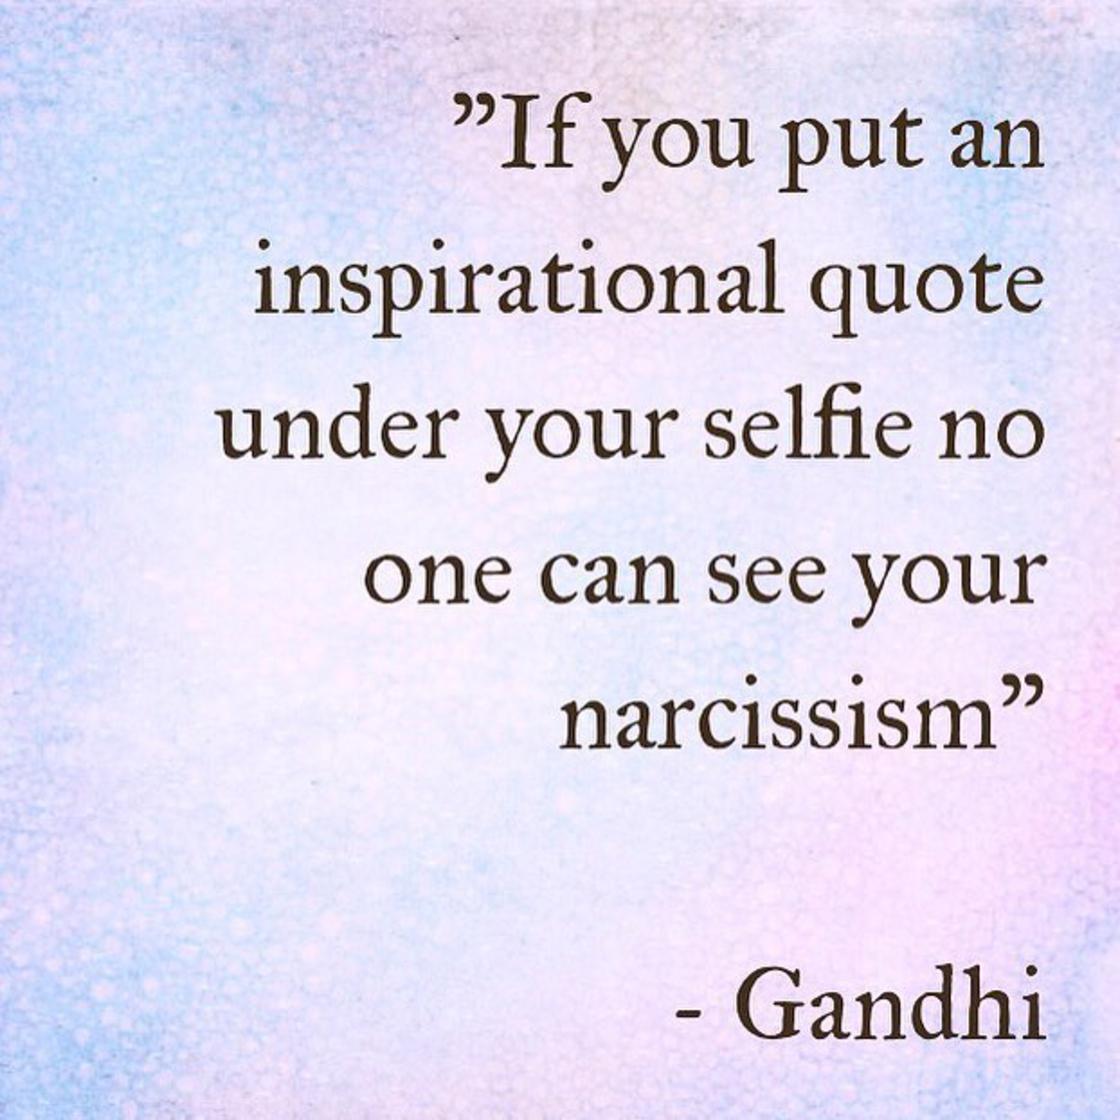 ”If you put an
inspirational quote
under your selfie no
one can see your
narcissism”
- Gandhi